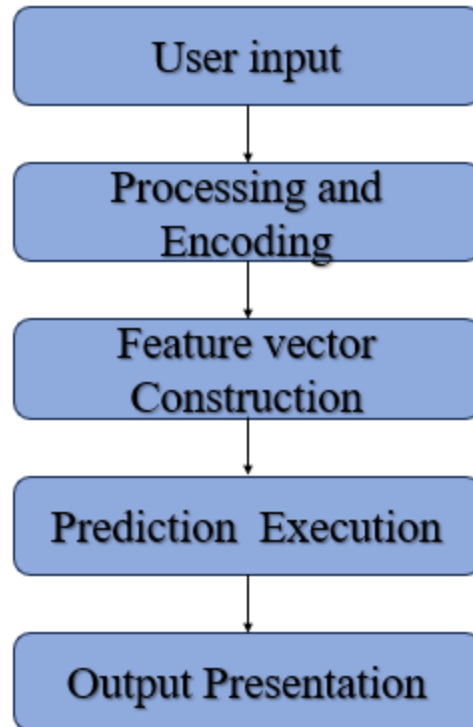 User input
Processing and
Encoding
Feature vector
Construction
Prediction  Execution
Output Presentation